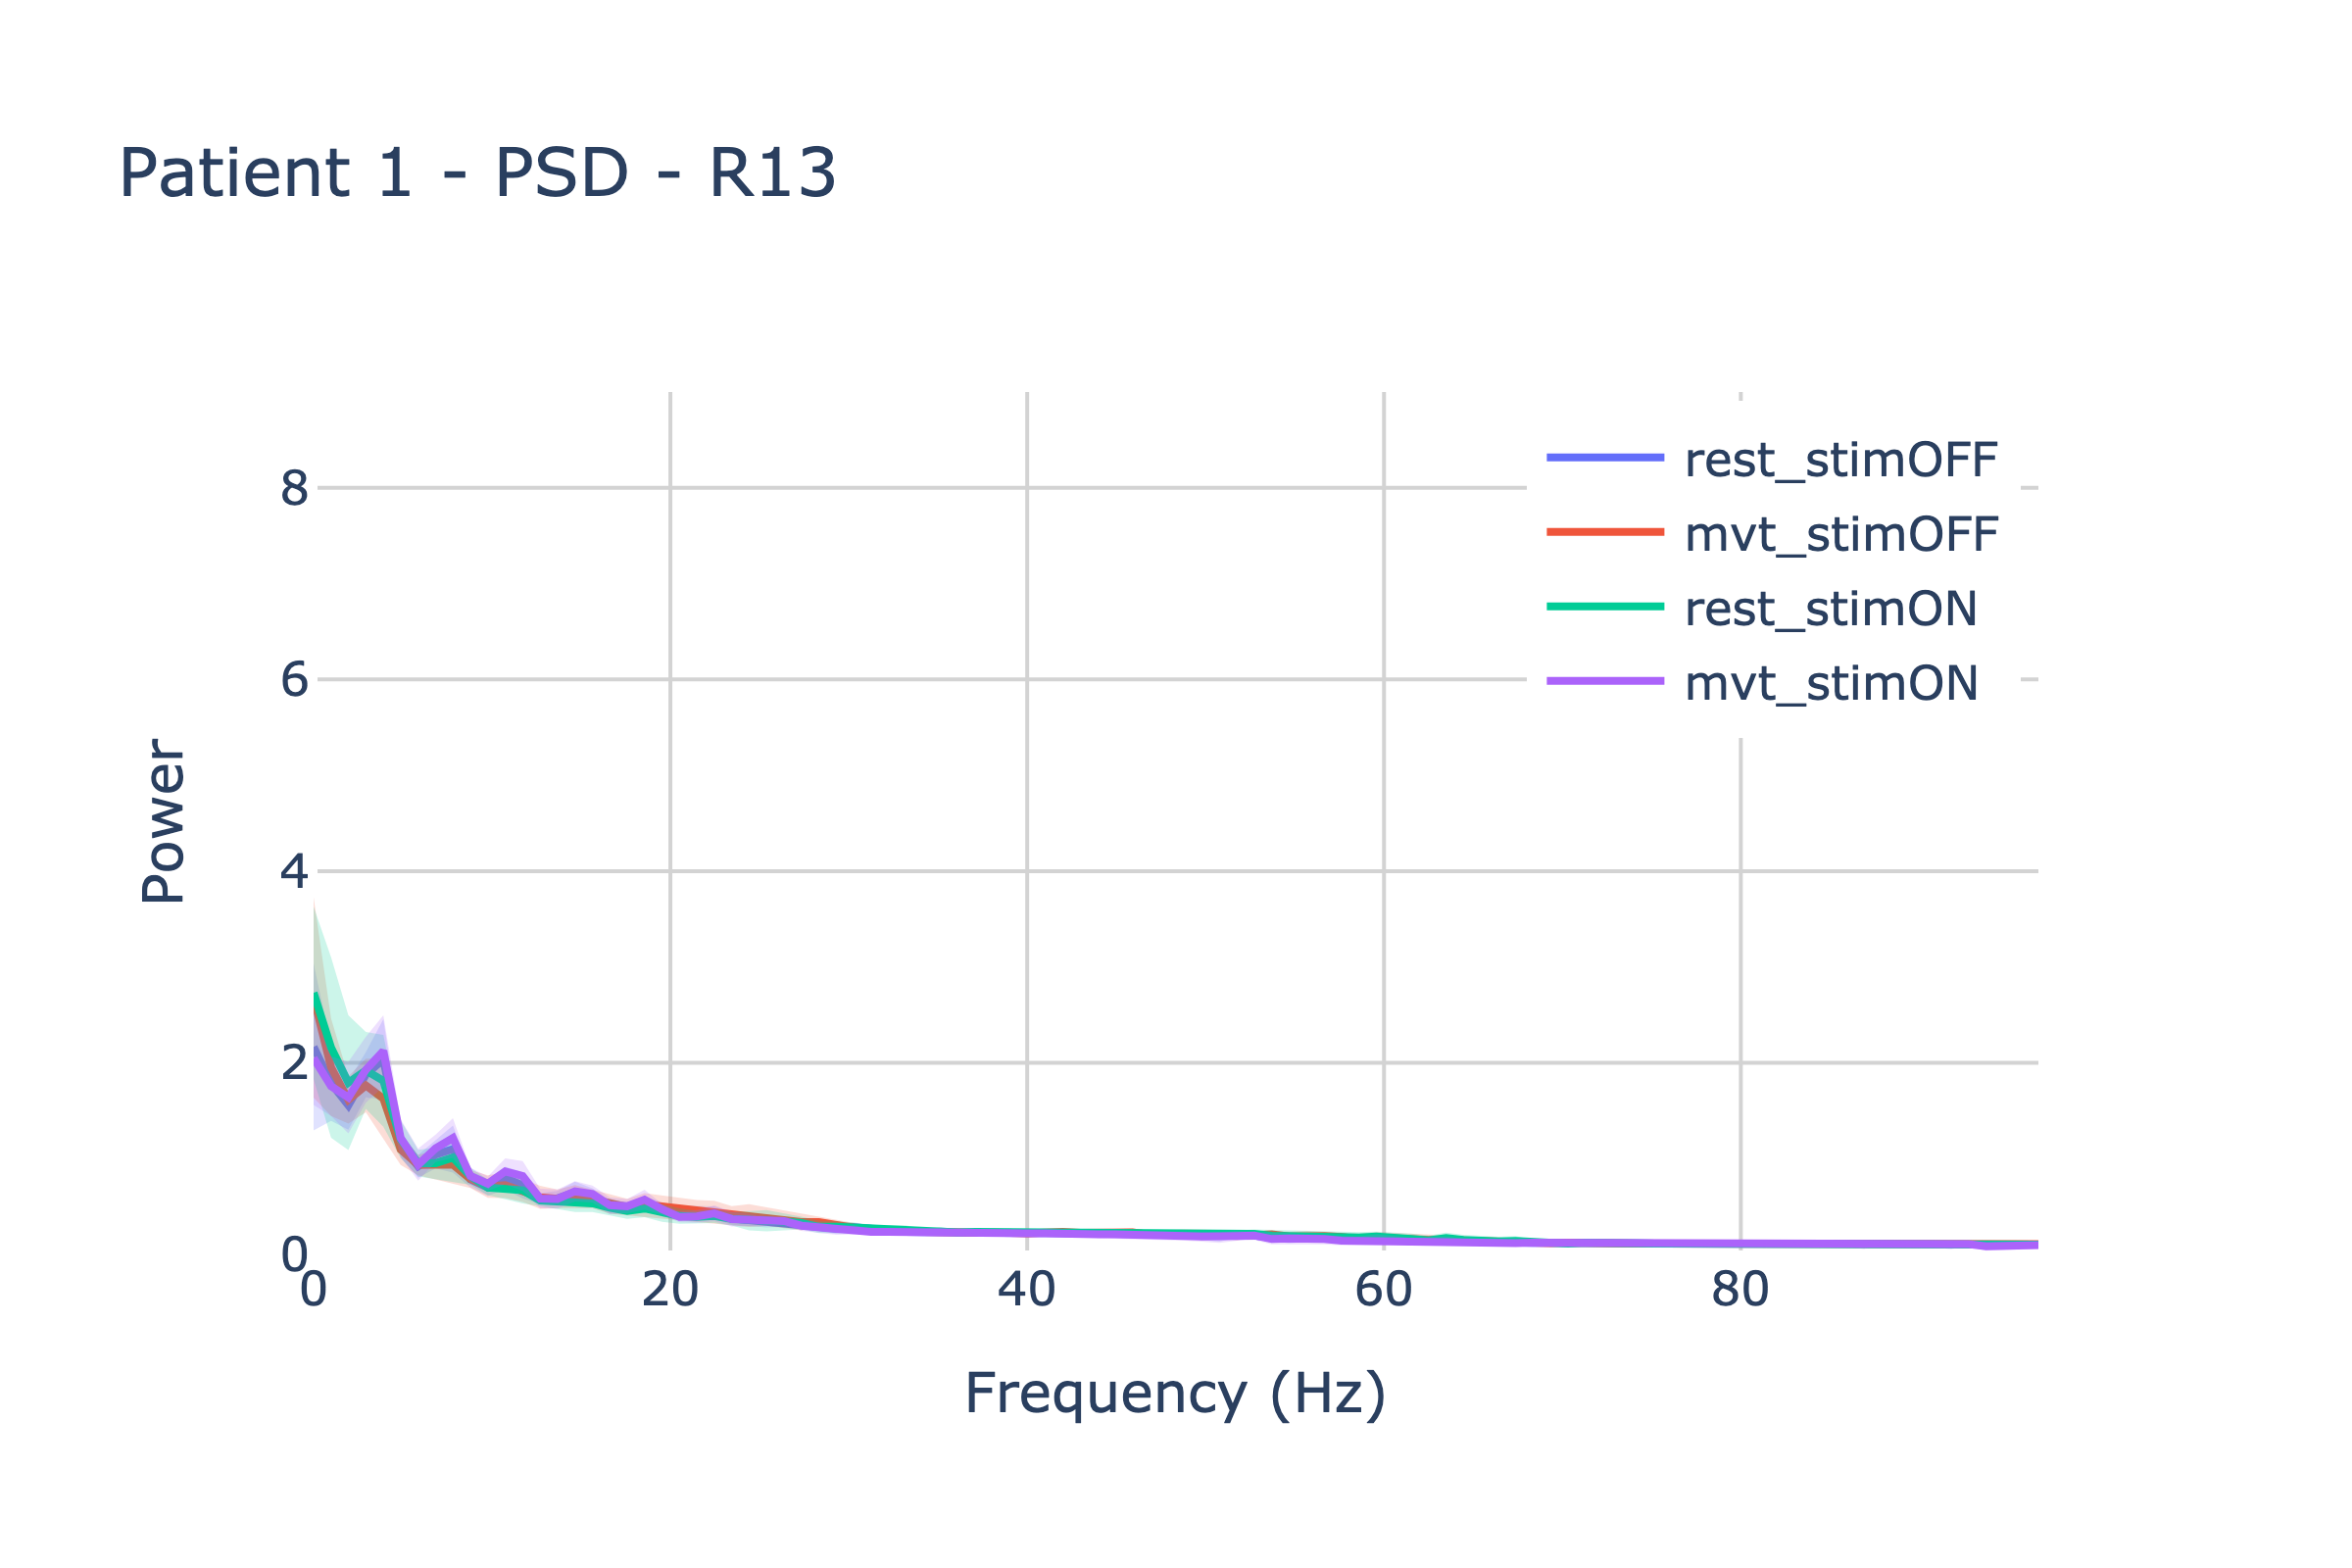 Patient 1 - PSD - R13
rest_stimOFF
mvt_stimOFF
rest_stimON
mvt_stimON
8
6
4
2
0
Power
0 20 40 60 80
Frequency (Hz)